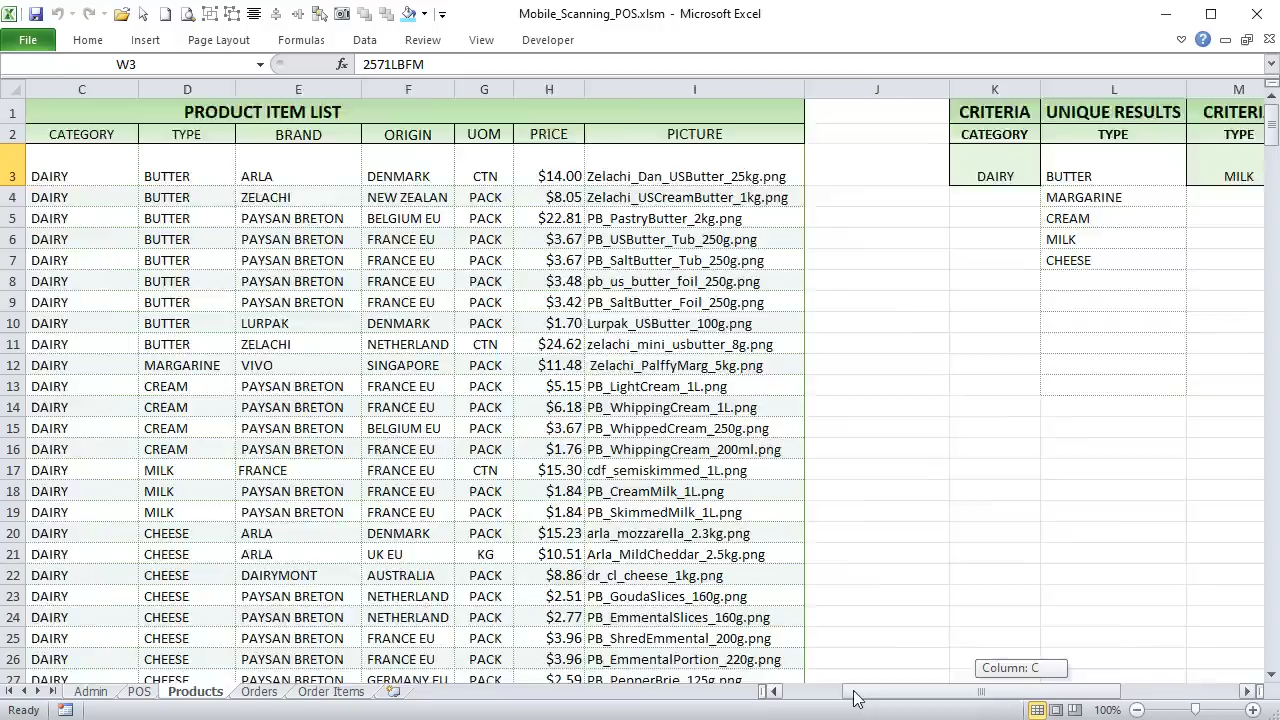 Mobile_Scanning_POS.xlsm - Microsoft Excel
File Home Insert Page Layout Formulas Data Review View Developer
W3 fx 2571LBFM
C D E F G H I J K L M
1 PRODUCT ITEM LIST CRITERIA UNIQUE RESULTS CRITERI
2 CATEGORY TYPE BRAND ORIGIN UOM PRICE PICTURE CATEGORY TYPE TYPE
3 DAIRY BUTTER ARLA DENMARK CTN $14.00 Zelachi_Dan_USButter_25kg.png DAIRY BUTTER MILK
4 DAIRY BUTTER ZELACHI NEW ZEALAN PACK $8.05 Zelachi_USCreamButter_1kg.png MARGARINE
5 DAIRY BUTTER PAYSAN BRETON BELGIUM EU PACK $22.81 PB_PastryButter_2kg.png CREAM
6 DAIRY BUTTER PAYSAN BRETON FRANCE EU PACK $3.67 PB_USButter_Tub_250g.png MILK
7 DAIRY BUTTER PAYSAN BRETON FRANCE EU PACK $3.67 PB_SaltButter_Tub_250g.png CHEESE
8 DAIRY BUTTER PAYSAN BRETON FRANCE EU PACK $3.48 pb_us_butter_foil_250g.png
9 DAIRY BUTTER PAYSAN BRETON FRANCE EU PACK $3.42 PB_SaltButter_Foil_250g.png
10 DAIRY BUTTER LURPAK DENMARK PACK $1.70 Lurpak_USButter_100g.png
11 DAIRY BUTTER ZELACHI NETHERLAND CTN $24.62 zelachi_mini_usbutter_8g.png
12 DAIRY MARGARINE VIVO SINGAPORE PACK $11.48 Zelachi_PalffyMarg_5kg.png
13 DAIRY CREAM PAYSAN BRETON FRANCE EU PACK $5.15 PB_LightCream_1L.png
14 DAIRY CREAM PAYSAN BRETON FRANCE EU PACK $6.18 PB_WhippingCream_1L.png
15 DAIRY CREAM PAYSAN BRETON BELGIUM EU PACK $3.67 PB_WhippedCream_250g.png
16 DAIRY CREAM PAYSAN BRETON FRANCE EU PACK $1.76 PB_WhippingCream_200ml.png
17 DAIRY MILK FRANCE FRANCE EU CTN $15.30 cdf_semiskimmed_1L.png
18 DAIRY MILK PAYSAN BRETON FRANCE EU PACK $1.84 PB_CreamMilk_1L.png
19 DAIRY MILK PAYSAN BRETON FRANCE EU PACK $1.84 PB_SkimmedMilk_1L.png
20 DAIRY CHEESE ARLA DENMARK PACK $15.23 arla_mozzarella_2.3kg.png
21 DAIRY CHEESE ARLA UK EU KG $10.51 Arla_MildCheddar_2.5kg.png
22 DAIRY CHEESE DAIRYMONT AUSTRALIA PACK $8.86 dr_cl_cheese_1kg.png
23 DAIRY CHEESE PAYSAN BRETON NETHERLAND PACK $2.51 PB_GoudaSlices_160g.png
24 DAIRY CHEESE PAYSAN BRETON NETHERLAND PACK $2.77 PB_EmmentalSlices_160g.png
25 DAIRY CHEESE PAYSAN BRETON FRANCE EU PACK $3.96 PB_ShredEmmental_200g.png
26 DAIRY CHEESE PAYSAN BRETON FRANCE EU PACK $3.96 PB_EmmentalPortion_220g.png
27 DAIRY CHEESE PAYSAN BRETON GERMANY EU PACK $2.59 PB_PepperBrie_125g.png
Column: C
Admin POS Products Orders Order Items
Ready 100%